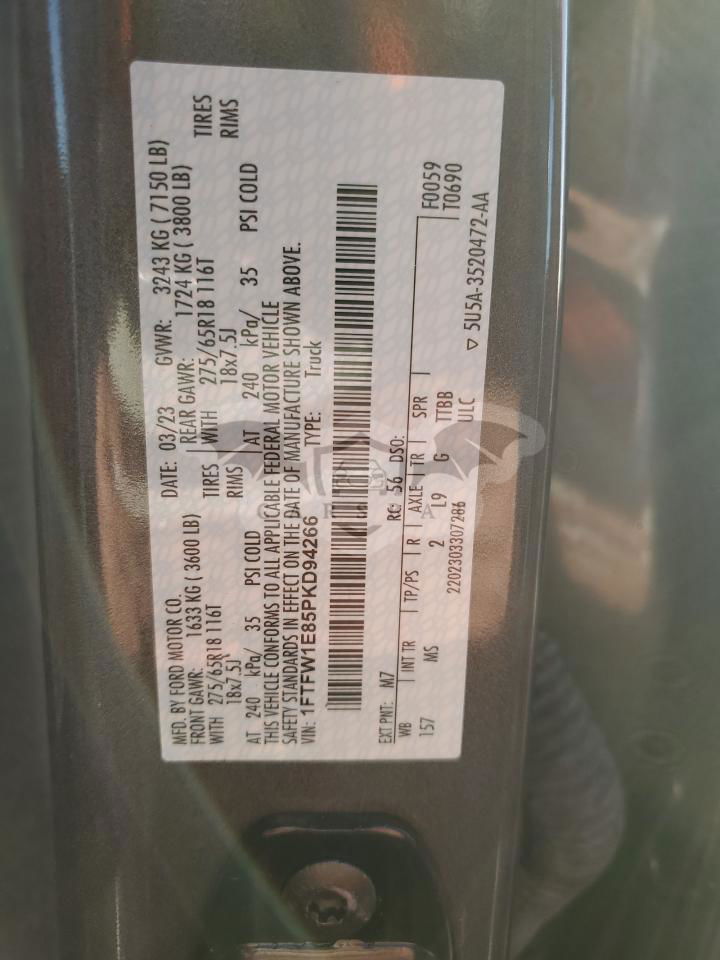 MFD. BY FORD MOTOR CO.
DATE: 03/23
GVWR: 3243 KG ( 7150 LB)
FRONT GAWR: 1633 KG ( 3600 LB)
REAR GAWR: 1724 KG ( 3800 LB)
WITH 275/65R18 116T TIRES
WITH 275/65R18 116T TIRES
18x7.5J RIMS
18x7.5J RIMS
AT 240 kPa/ 35 PSI COLD
AT 240 kPa/ 35 PSI COLD
THIS VEHICLE CONFORMS TO ALL APPLICABLE FEDERAL MOTOR VEHICLE
SAFETY STANDARDS IN EFFECT ON THE DATE OF MANUFACTURE SHOWN ABOVE.
VIN: 1FTFW1E85PKD94266
TYPE: Truck
EXT PNT: M7 RC: 56 DSO:
WB INT TR TP/PS R AXLE TR SPR
F0059
T0690
157 MS 2 L9 G TTBB
ULC
2202303307286
▽ 5U5A-3520472-AA